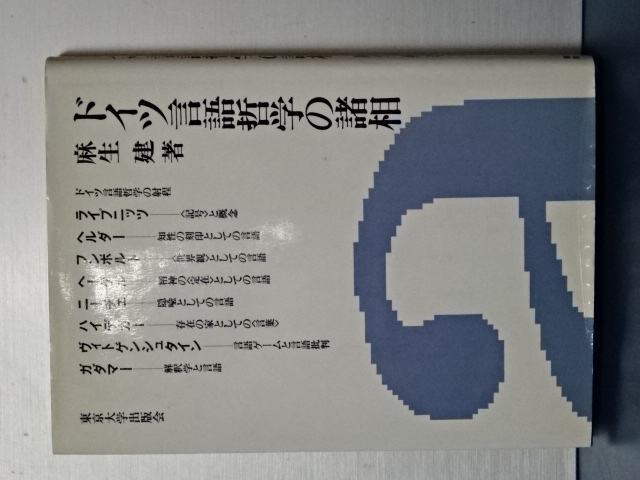 ドイツ言語哲学の諸相
麻生 建 著
ドイツ言語哲学の射程
ライプニッツ――〈記号〉と概念
ヘルダー――知性の刻印としての言語
フンボルト――〈世界観〉としての言語
ヘーゲル――精神の〈定在〉としての言語
ニーチェ――隠喩としての言語
ハイデガー――存在の家としての〈言葉〉
ヴィトゲンシュタイン――言語ゲームと言語批判
ガダマー――解釈学と言語
東京大学出版会